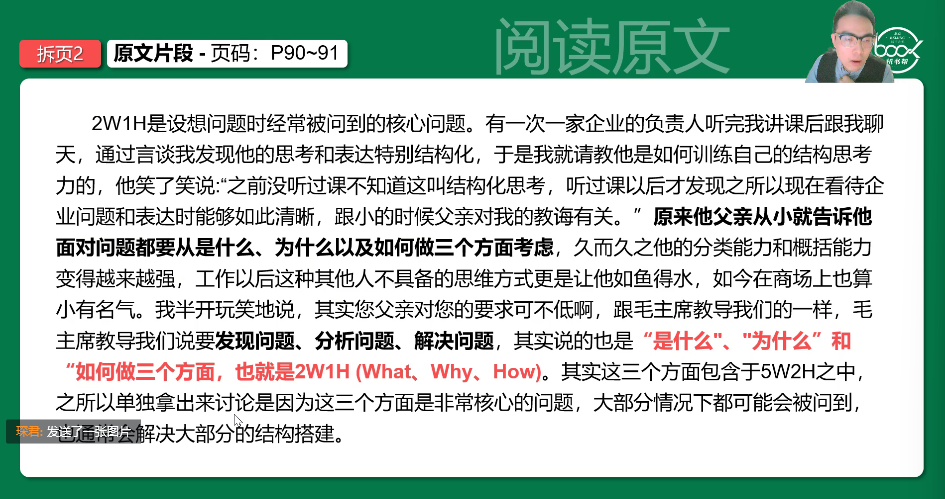 阅读原文
拆页2
原文片段 - 页码：P90~91
2W1H是设想问题时经常被问到的核心问题。有一次一家企业的负责人听完我讲课后跟我聊
天，通过言谈我发现他的思考和表达特别结构化，于是我就请教他是如何训练自己的结构思考
力的，他笑了笑说:“之前没听过课不知道这叫结构化思考，听过课以后才发现之所以现在看待企
业问题和表达时能够如此清晰，跟小的时候父亲对我的教诲有关。”原来他父亲从小就告诉他
面对问题都要从是什么、为什么以及如何做三个方面考虑，久而久之他的分类能力和概括能力
变得越来越强，工作以后这种其他人不具备的思维方式更是让他如鱼得水，如今在商场上也算
小有名气。我半开玩笑地说，其实您父亲对您的要求可不低啊，跟毛主席教导我们的一样，毛
主席教导我们说要发现问题、分析问题、解决问题，其实说的也是“是什么"、"为什么”和
“如何做三个方面，也就是2W1H (What、Why、How)。其实这三个方面包含于5W2H之中，
之所以单独拿出来讨论是因为这三个方面是非常核心的问题，大部分情况下都可能会被问到，
也通常会解决大部分的结构搭建。
琛君: 发送了一张图片